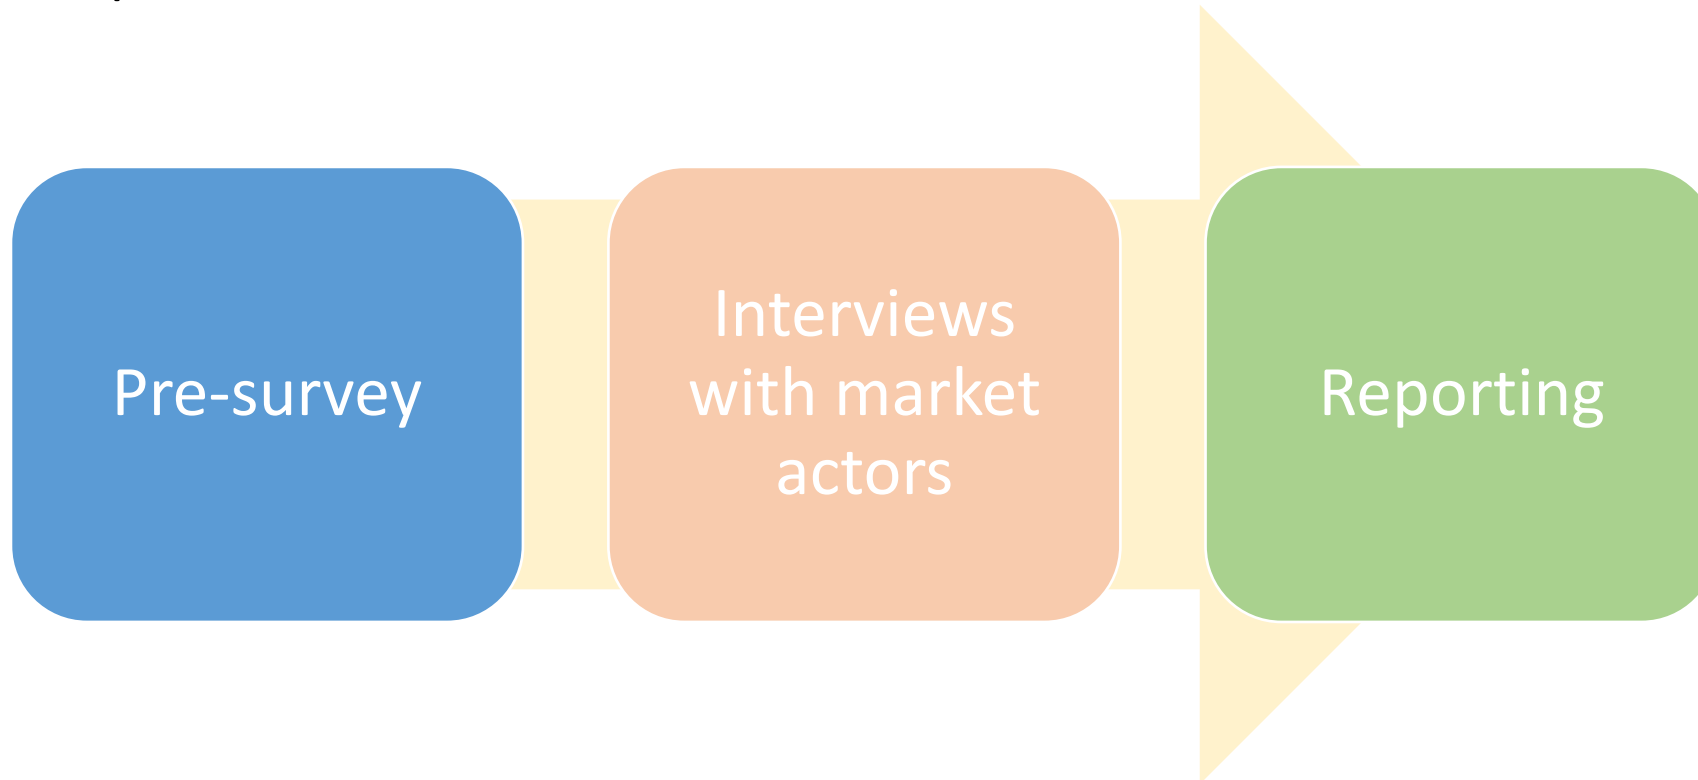 Pre-survey
Interviews
with market
actors
Reporting